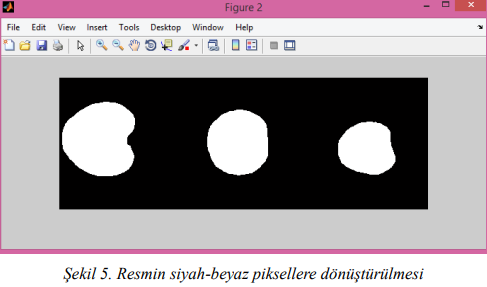 Figure 2
File Edit View Insert Tools Desktop Window Help
Şekil 5. Resmin siyah-beyaz piksellere dönüştürülmesi